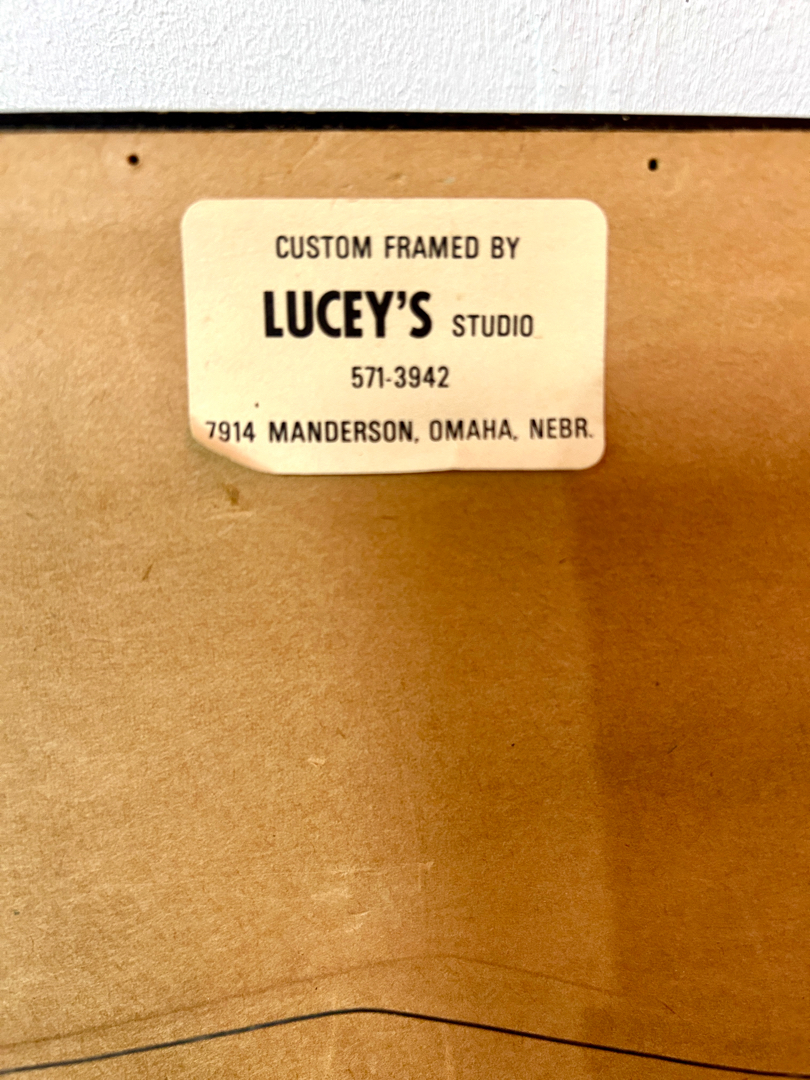 CUSTOM FRAMED BY
LUCEY'S STUDIO
571-3942
7914 MANDERSON, OMAHA, NEBR.